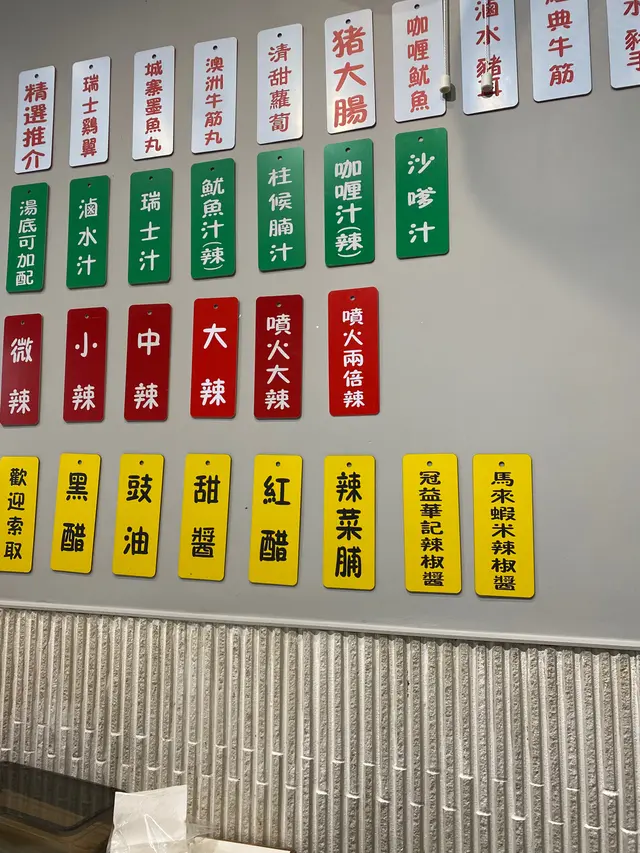 精選推介
瑞士鷄翼
城寨墨魚丸
澳洲牛筋丸
清甜蘿蔔
猪大腸
咖喱魷魚
滷水豬
典牛筋
湯底可加配
滷水汁
瑞士汁
魷魚汁(辣)
柱候腩汁
咖喱汁(辣)
沙嗲汁
微辣
小辣
中辣
大辣
噴火大辣
噴火兩倍辣
歡迎索取
黑醋
豉油
甜醬
紅醋
辣菜脯
冠益華記辣椒醬
馬來蝦米辣椒醬